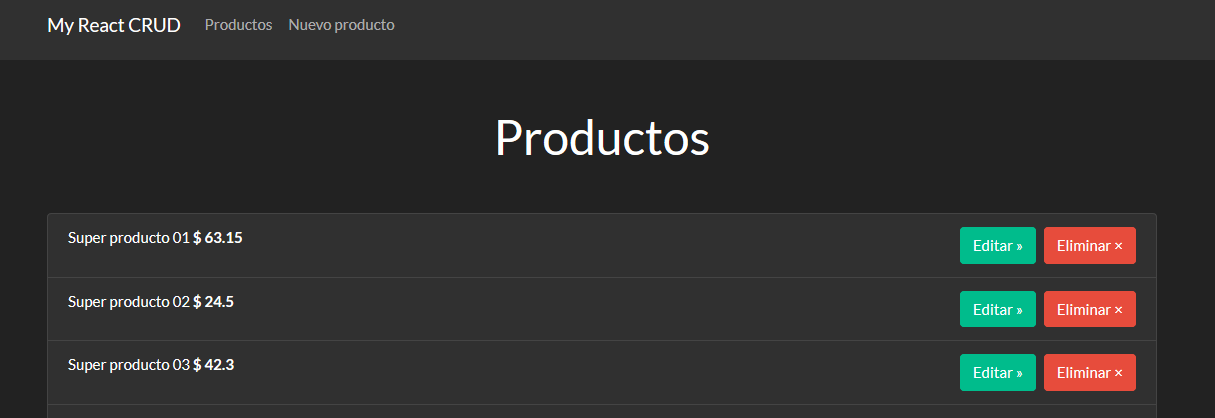 My React CRUD Productos Nuevo producto
Productos
Super producto 01 $ 63.15 Editar » Eliminar ×
Super producto 02 $ 24.5 Editar » Eliminar ×
Super producto 03 $ 42.3 Editar » Eliminar ×